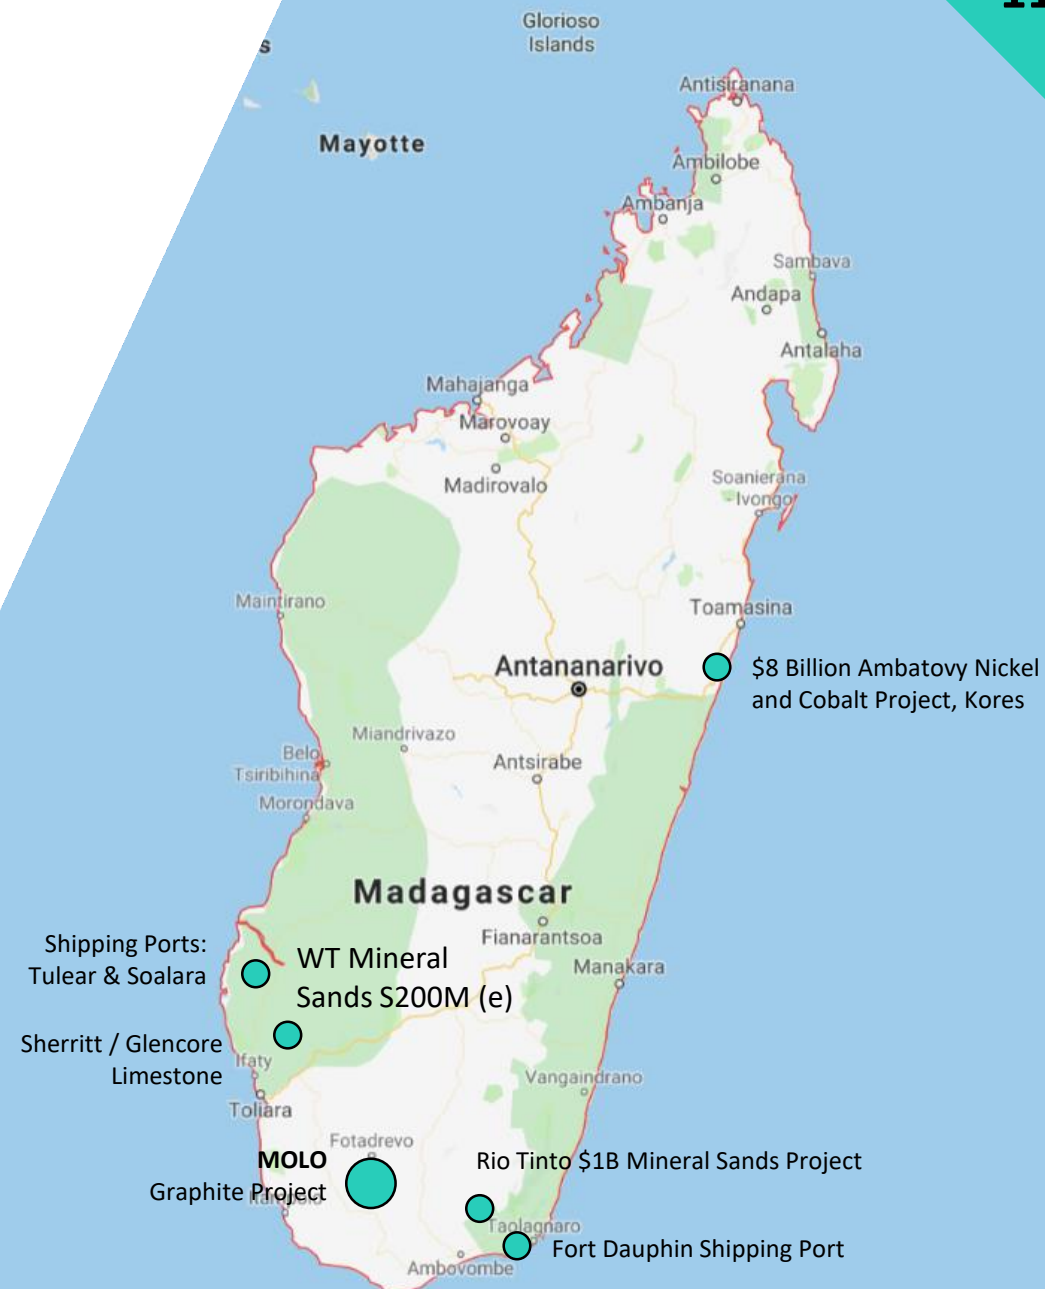 11
Glorioso
Islands
s
Antisiranana
Mayotte
Ambilobe
Ambanja
Sambava
Andapa
Antalaha
Mahajanga
Marovoay
Madirovalo
Soanierana
- Ivongo
Maintirano
Toamasina
Antananarivo
$8 Billion Ambatovy Nickel
and Cobalt Project, Kores
Miandrivazo
Belo
Tsiribihina
Antsirabe
Morondava
Madagascar
Fianarantsoa
Shipping Ports:
Tulear & Soalara
WT Mineral
Sands S200M (e)
Manakara
Sherritt / Glencore
Limestone
Ifaty
Toliara
Vangaindrano
Fotadrevo
MOLO
Graphite Project
Rio Tinto $1B Mineral Sands Project
Taolagnaro
Fort Dauphin Shipping Port
Ambovombe